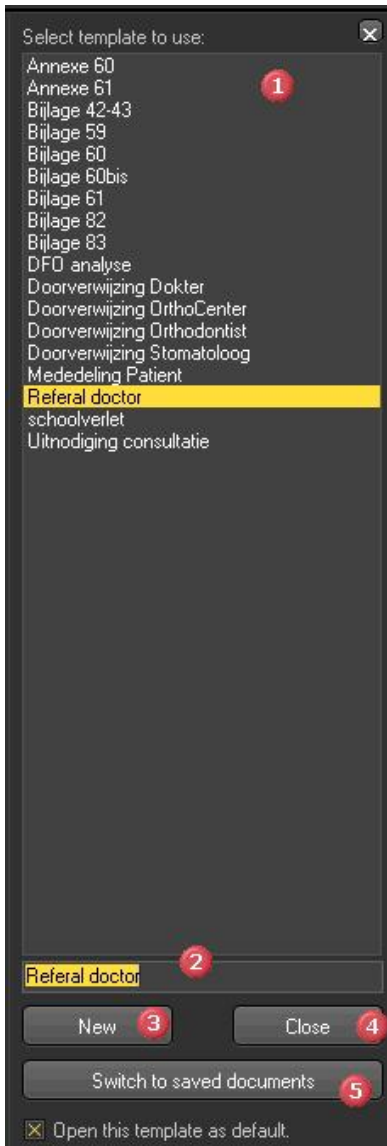 Select template to use:
Annexe 60
Annexe 61
1
Bijlage 42-43
Bijlage 59
Bijlage 60
Bijlage 60bis
Bijlage 61
Bijlage 82
Bijlage 83
DFO analyse
Doorverwijzing Dokter
Doorverwijzing OrthoCenter
Doorverwijzing Orthodontist
Doorverwijzing Stomatoloog
Mededeling Patient
Referal doctor
schoolverlet
Uitnodiging consultatie
2
Referal doctor
New 3 Close 4
Switch to saved documents 5
Open this template as default.